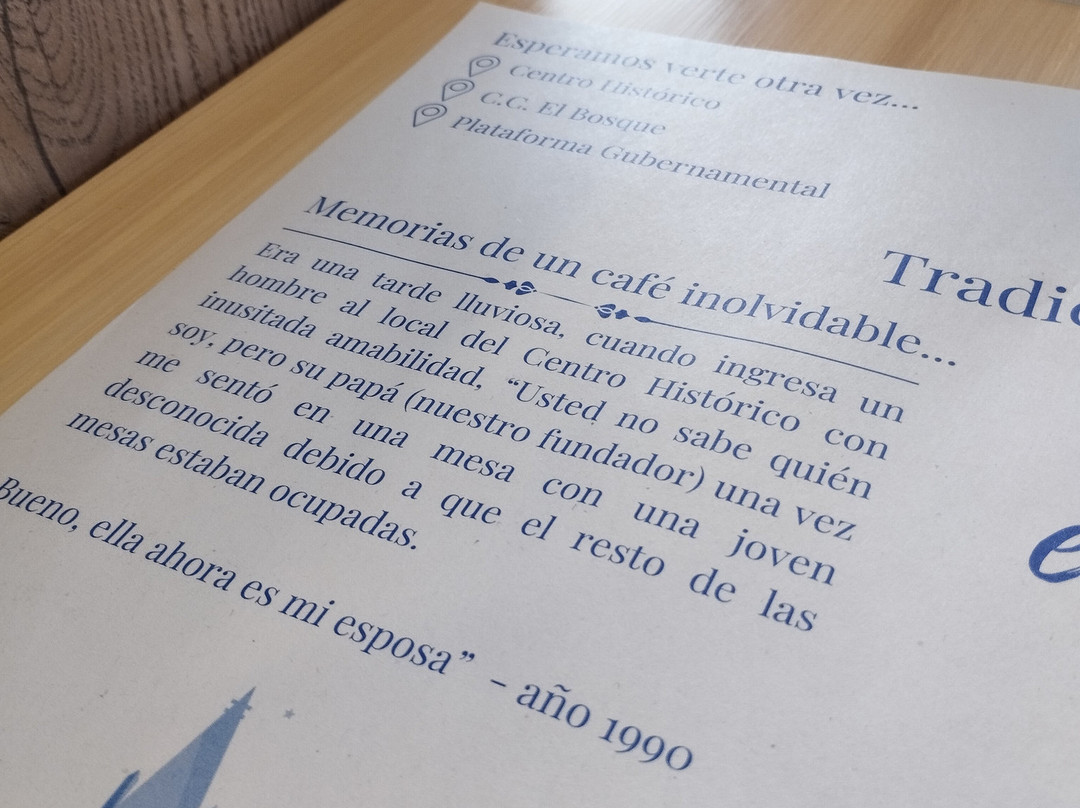 Esperamos verte otra vez...
Centro Histórico
C.C. El Bosque
Plataforma Gubernamental
Memorias de un café inolvidable...
Era una tarde lluviosa, cuando ingresa un
hombre al local del Centro Histórico con
inusitada amabilidad, “Usted no sabe quién
soy, pero su papá (nuestro fundador) una vez
me sentó en una mesa con una joven
desconocida debido a que el resto de las
mesas estaban ocupadas.
Bueno, ella ahora es mi esposa” - año 1990